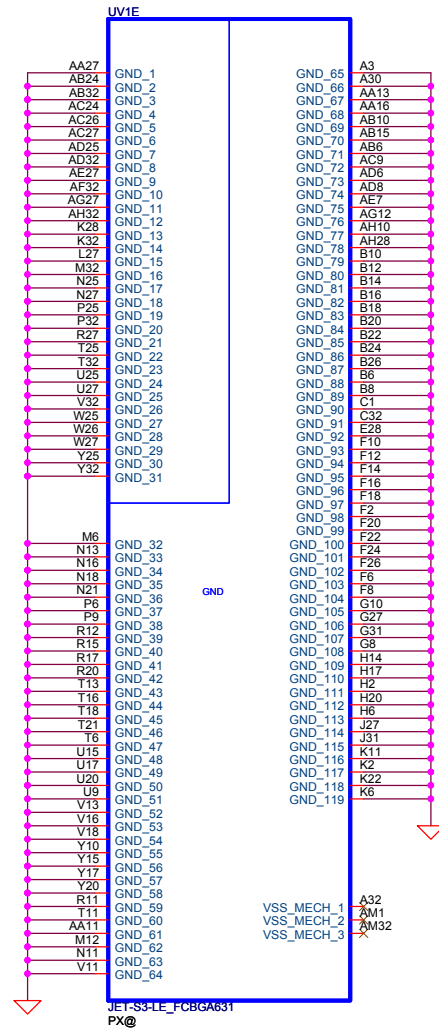 UV1E
AA27 GND_1
AB24 GND_2
AB32 GND_3
AC24 GND_4
AC26 GND_5
AC27 GND_6
AD25 GND_7
AD32 GND_8
AE27 GND_9
AF32 GND_10
AG27 GND_11
AH32 GND_12
K28 GND_13
K32 GND_14
L27 GND_15
M32 GND_16
N25 GND_17
N27 GND_18
P25 GND_19
P32 GND_20
R27 GND_21
T25 GND_22
T32 GND_23
U25 GND_24
U27 GND_25
V32 GND_26
W25 GND_27
W26 GND_28
W27 GND_29
Y25 GND_30
Y32 GND_31
M6 GND_32
N13 GND_33
N16 GND_34
N18 GND_35
N21 GND_36
P6 GND_37
P9 GND_38
R12 GND_39
R15 GND_40
R17 GND_41
R20 GND_42
T13 GND_43
T16 GND_44
T18 GND_45
T21 GND_46
T6 GND_47
U15 GND_48
U17 GND_49
U20 GND_50
U9 GND_51
V13 GND_52
V16 GND_53
V18 GND_54
Y10 GND_55
Y15 GND_56
Y17 GND_57
Y20 GND_58
R11 GND_59
T11 GND_60
AA11 GND_61
M12 GND_62
N11 GND_63
V11 GND_64
GND
GND_65 A3
GND_66 A30
GND_67 AA13
GND_68 AA16
GND_69 AB10
GND_70 AB15
GND_71 AB6
GND_72 AC9
GND_73 AD6
GND_74 AD8
GND_75 AE7
GND_76 AG12
GND_77 AH10
GND_78 AH28
GND_79 B10
GND_80 B12
GND_81 B14
GND_82 B16
GND_83 B18
GND_84 B20
GND_85 B22
GND_86 B24
GND_87 B26
GND_88 B6
GND_89 B8
GND_90 C1
GND_91 C32
GND_92 E28
GND_93 F10
GND_94 F12
GND_95 F14
GND_96 F16
GND_97 F18
GND_98 F2
GND_99 F20
GND_100 F22
GND_101 F24
GND_102 F26
GND_103 F6
GND_104 F8
GND_105 G10
GND_106 G27
GND_107 G31
GND_108 G8
GND_109 H14
GND_110 H17
GND_111 H2
GND_112 H20
GND_113 H6
GND_114 J27
GND_115 J31
GND_116 K11
GND_117 K2
GND_118 K22
GND_119 K6
VSS_MECH_1 A32
VSS_MECH_2 AM1
VSS_MECH_3 AM32
JET-S3-LE_FCBGA631
PX@